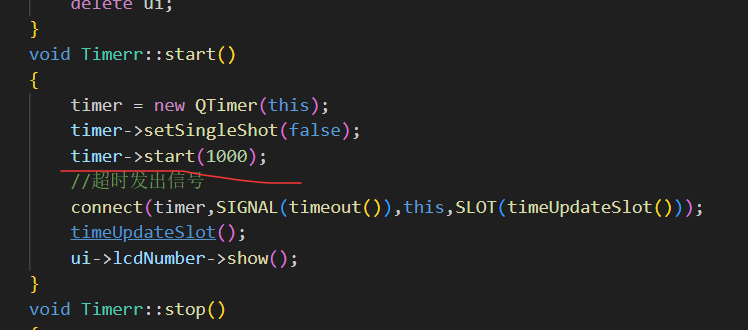 delete ui;
}
void Timerr::start()
{
timer = new QTimer(this);
timer->setSingleShot(false);
timer->start(1000);
//超时发出信号
connect(timer,SIGNAL(timeout()),this,SLOT(timeUpdateSlot()));
timeUpdateSlot();
ui->lcdNumber->show();
}
void Timerr::stop()
{